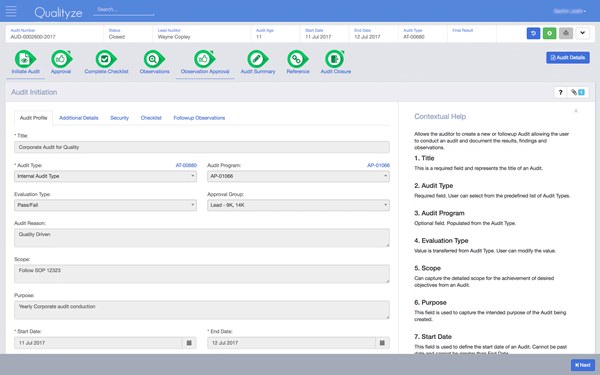 Qualityze
Search...
Sachin Joshi
Audit Number
AUD-0002600-2017
Status
Closed
Lead Auditor
Wayne Copley
Audit Age
11
Start Date
11 Jul 2017
End Date
12 Jul 2017
Audit Type
AT-00680
Final Result
Initiate Audit
Approval
Complete Checklist
Observations
Observation Approval
Audit Summary
Reference
Audit Closure
Audit Details
Audit Initiation
?
Audit Profile
Additional Details
Security
Checklist
Followup Observations
* Title:
Corporate Audit for Quality
* Audit Type:
AT-00680
Internal Audit Type
Audit Program:
AP-01066
AP-01066
Evaluation Type:
Pass/Fail
Approval Group:
Lead - 9K, 14K
Audit Reason:
Quality Driven
Scope:
Follow SOP 12323
Purpose:
Yearly Corporate audit conduction
* Start Date:
11 Jul 2017
* End Date:
12 Jul 2017
Contextual Help
x
Allows the auditor to create a new or followup Audit allowing the user
to conduct an audit and document the results, findings and
observations.
1. Title
This is a required field and represents the title of an Audit.
2. Audit Type
Required field. User can select from the predefined list of Audit Types.
3. Audit Program
Optional field. Populated from the Audit Type.
4. Evaluation Type
Value is transferred from Audit Type. User can modify the value.
5. Scope
Can capture the detailed scope for the achievement of desired
objectives from an Audit.
6. Purpose
This field is used to capture the intended purpose of the Audit being
created.
7. Start Date
This field is used to define the start date of an Audit. Cannot be past
date and cannot be greater than End Date.
Next